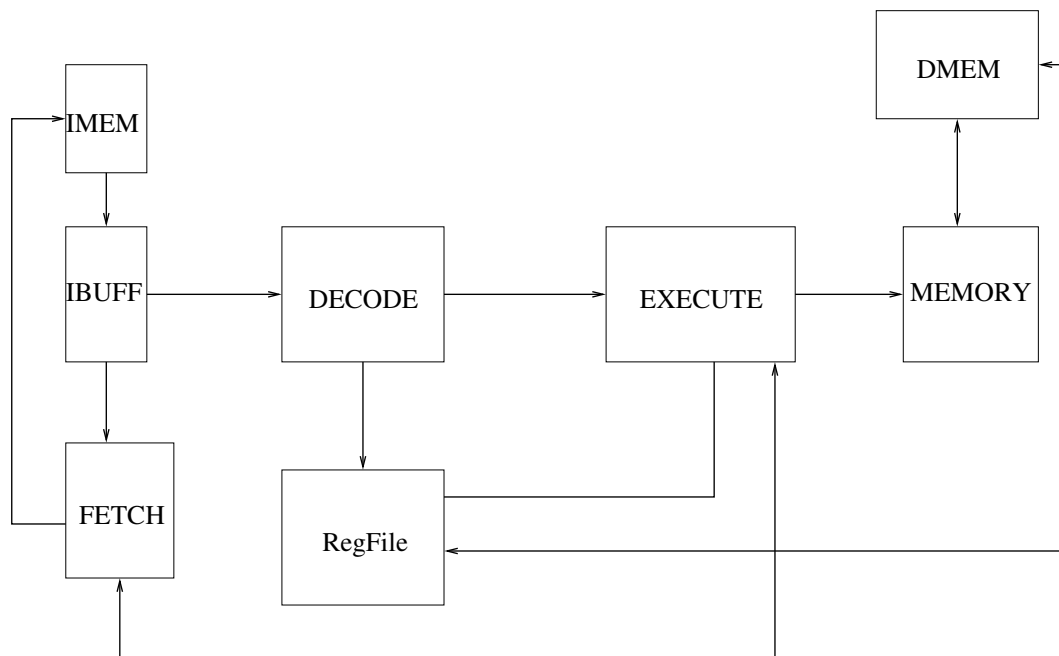 DMEM
IMEM
IBUFF
DECODE
EXECUTE
MEMORY
FETCH
RegFile